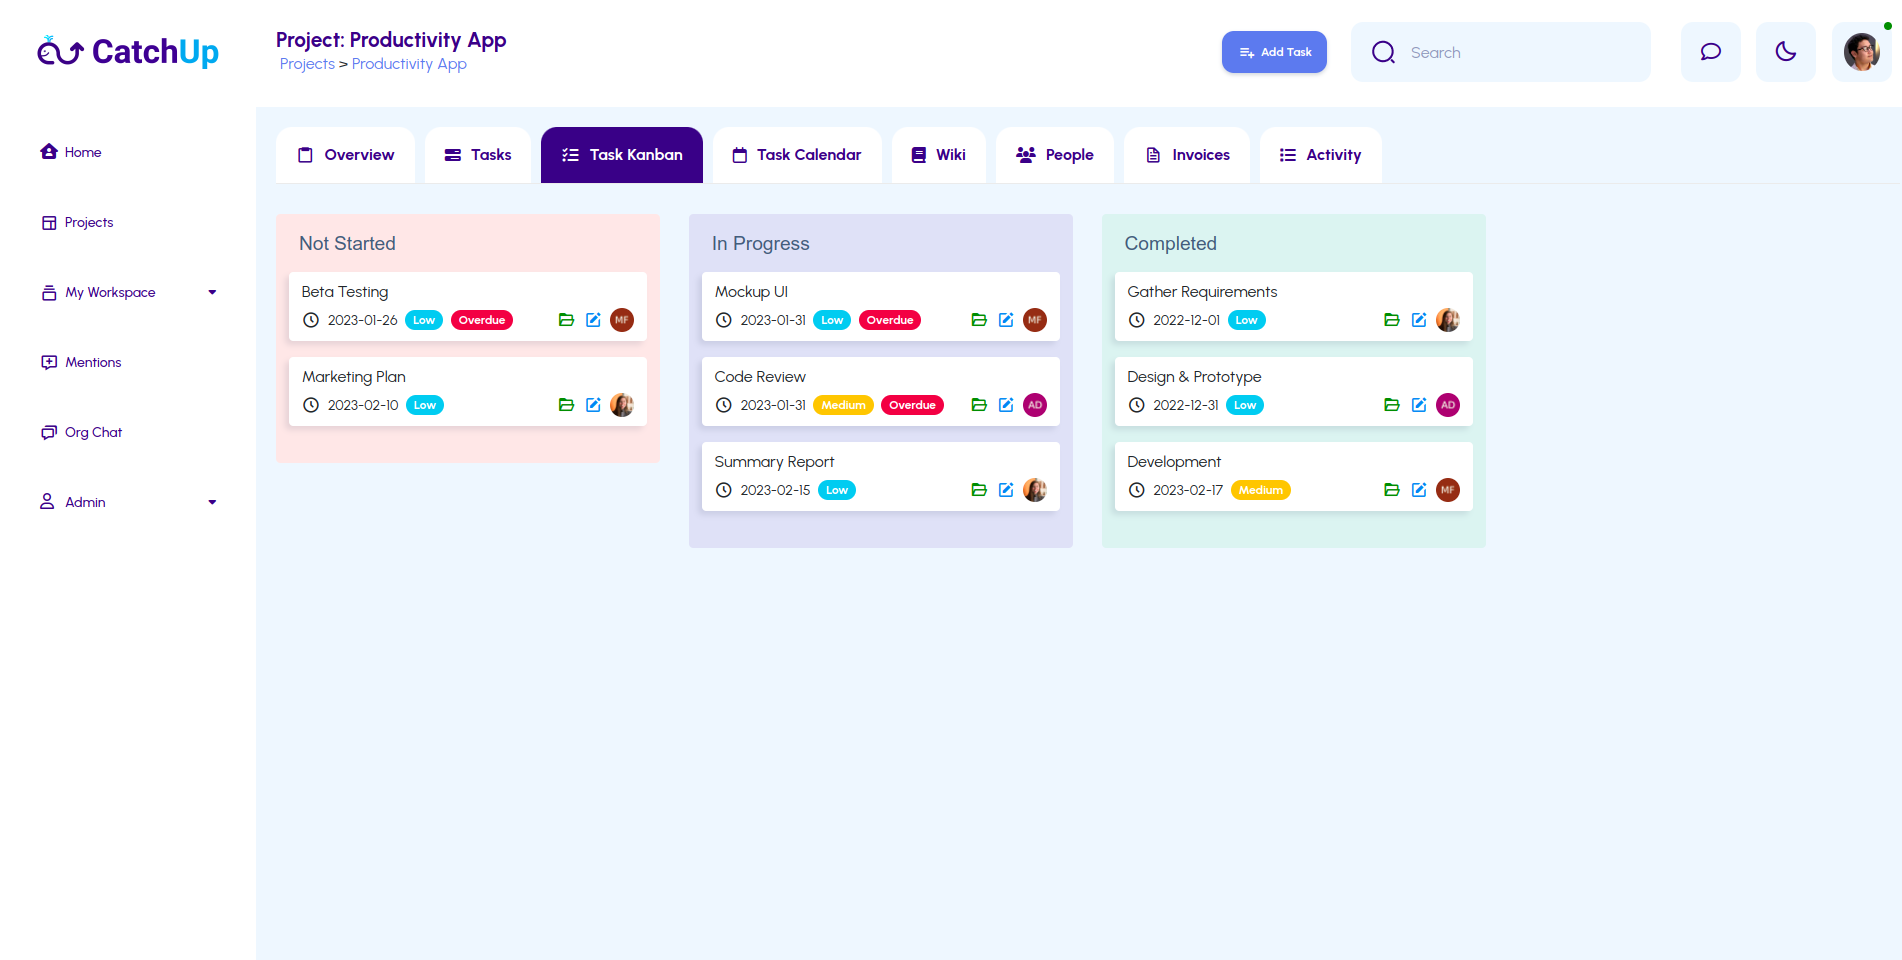 CatchUp
Project: Productivity App
Projects > Productivity App
Add Task
Search
Home
Projects
My Workspace
Mentions
Org Chat
Admin
Overview
Tasks
Task Kanban
Task Calendar
Wiki
People
Invoices
Activity
Not Started
Beta Testing
2023-01-26 Low Overdue MF
Marketing Plan
2023-02-10 Low
In Progress
Mockup UI
2023-01-31 Low Overdue MF
Code Review
2023-01-31 Medium Overdue AD
Summary Report
2023-02-15 Low
Completed
Gather Requirements
2022-12-01 Low
Design & Prototype
2022-12-31 Low AD
Development
2023-02-17 Medium MF